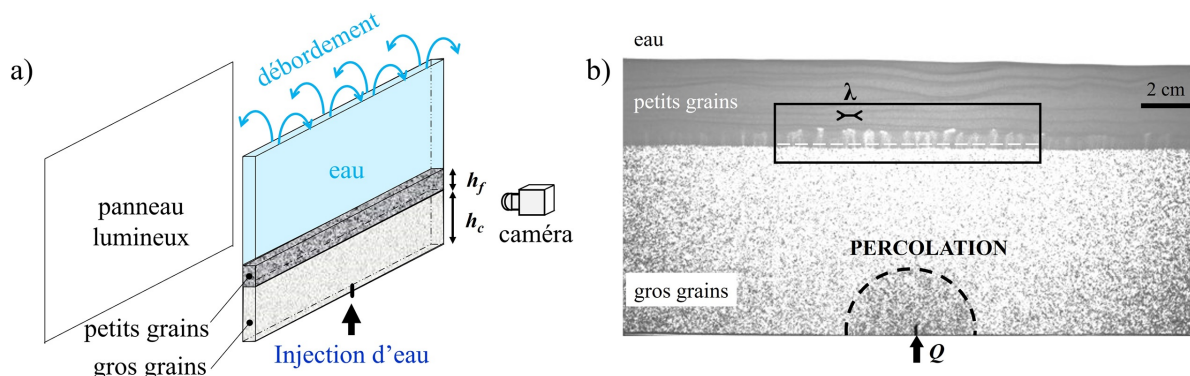 a)
débordement
eau
h_f
h_c
panneau
lumineux
caméra
petits grains
gros grains
Injection d'eau
b)
eau
petits grains
λ
2 cm
PERCOLATION
gros grains
Q